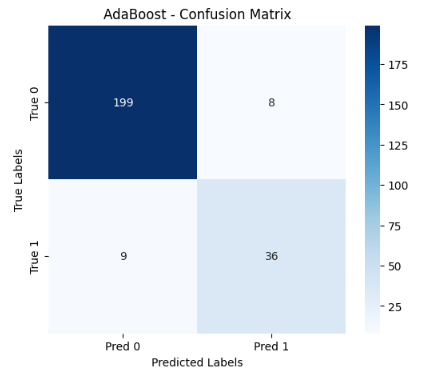 AdaBoost - Confusion Matrix
True Labels
True 0
199
8
True 1
9
36
Pred 0
Pred 1
Predicted Labels
175
150
125
100
75
50
25